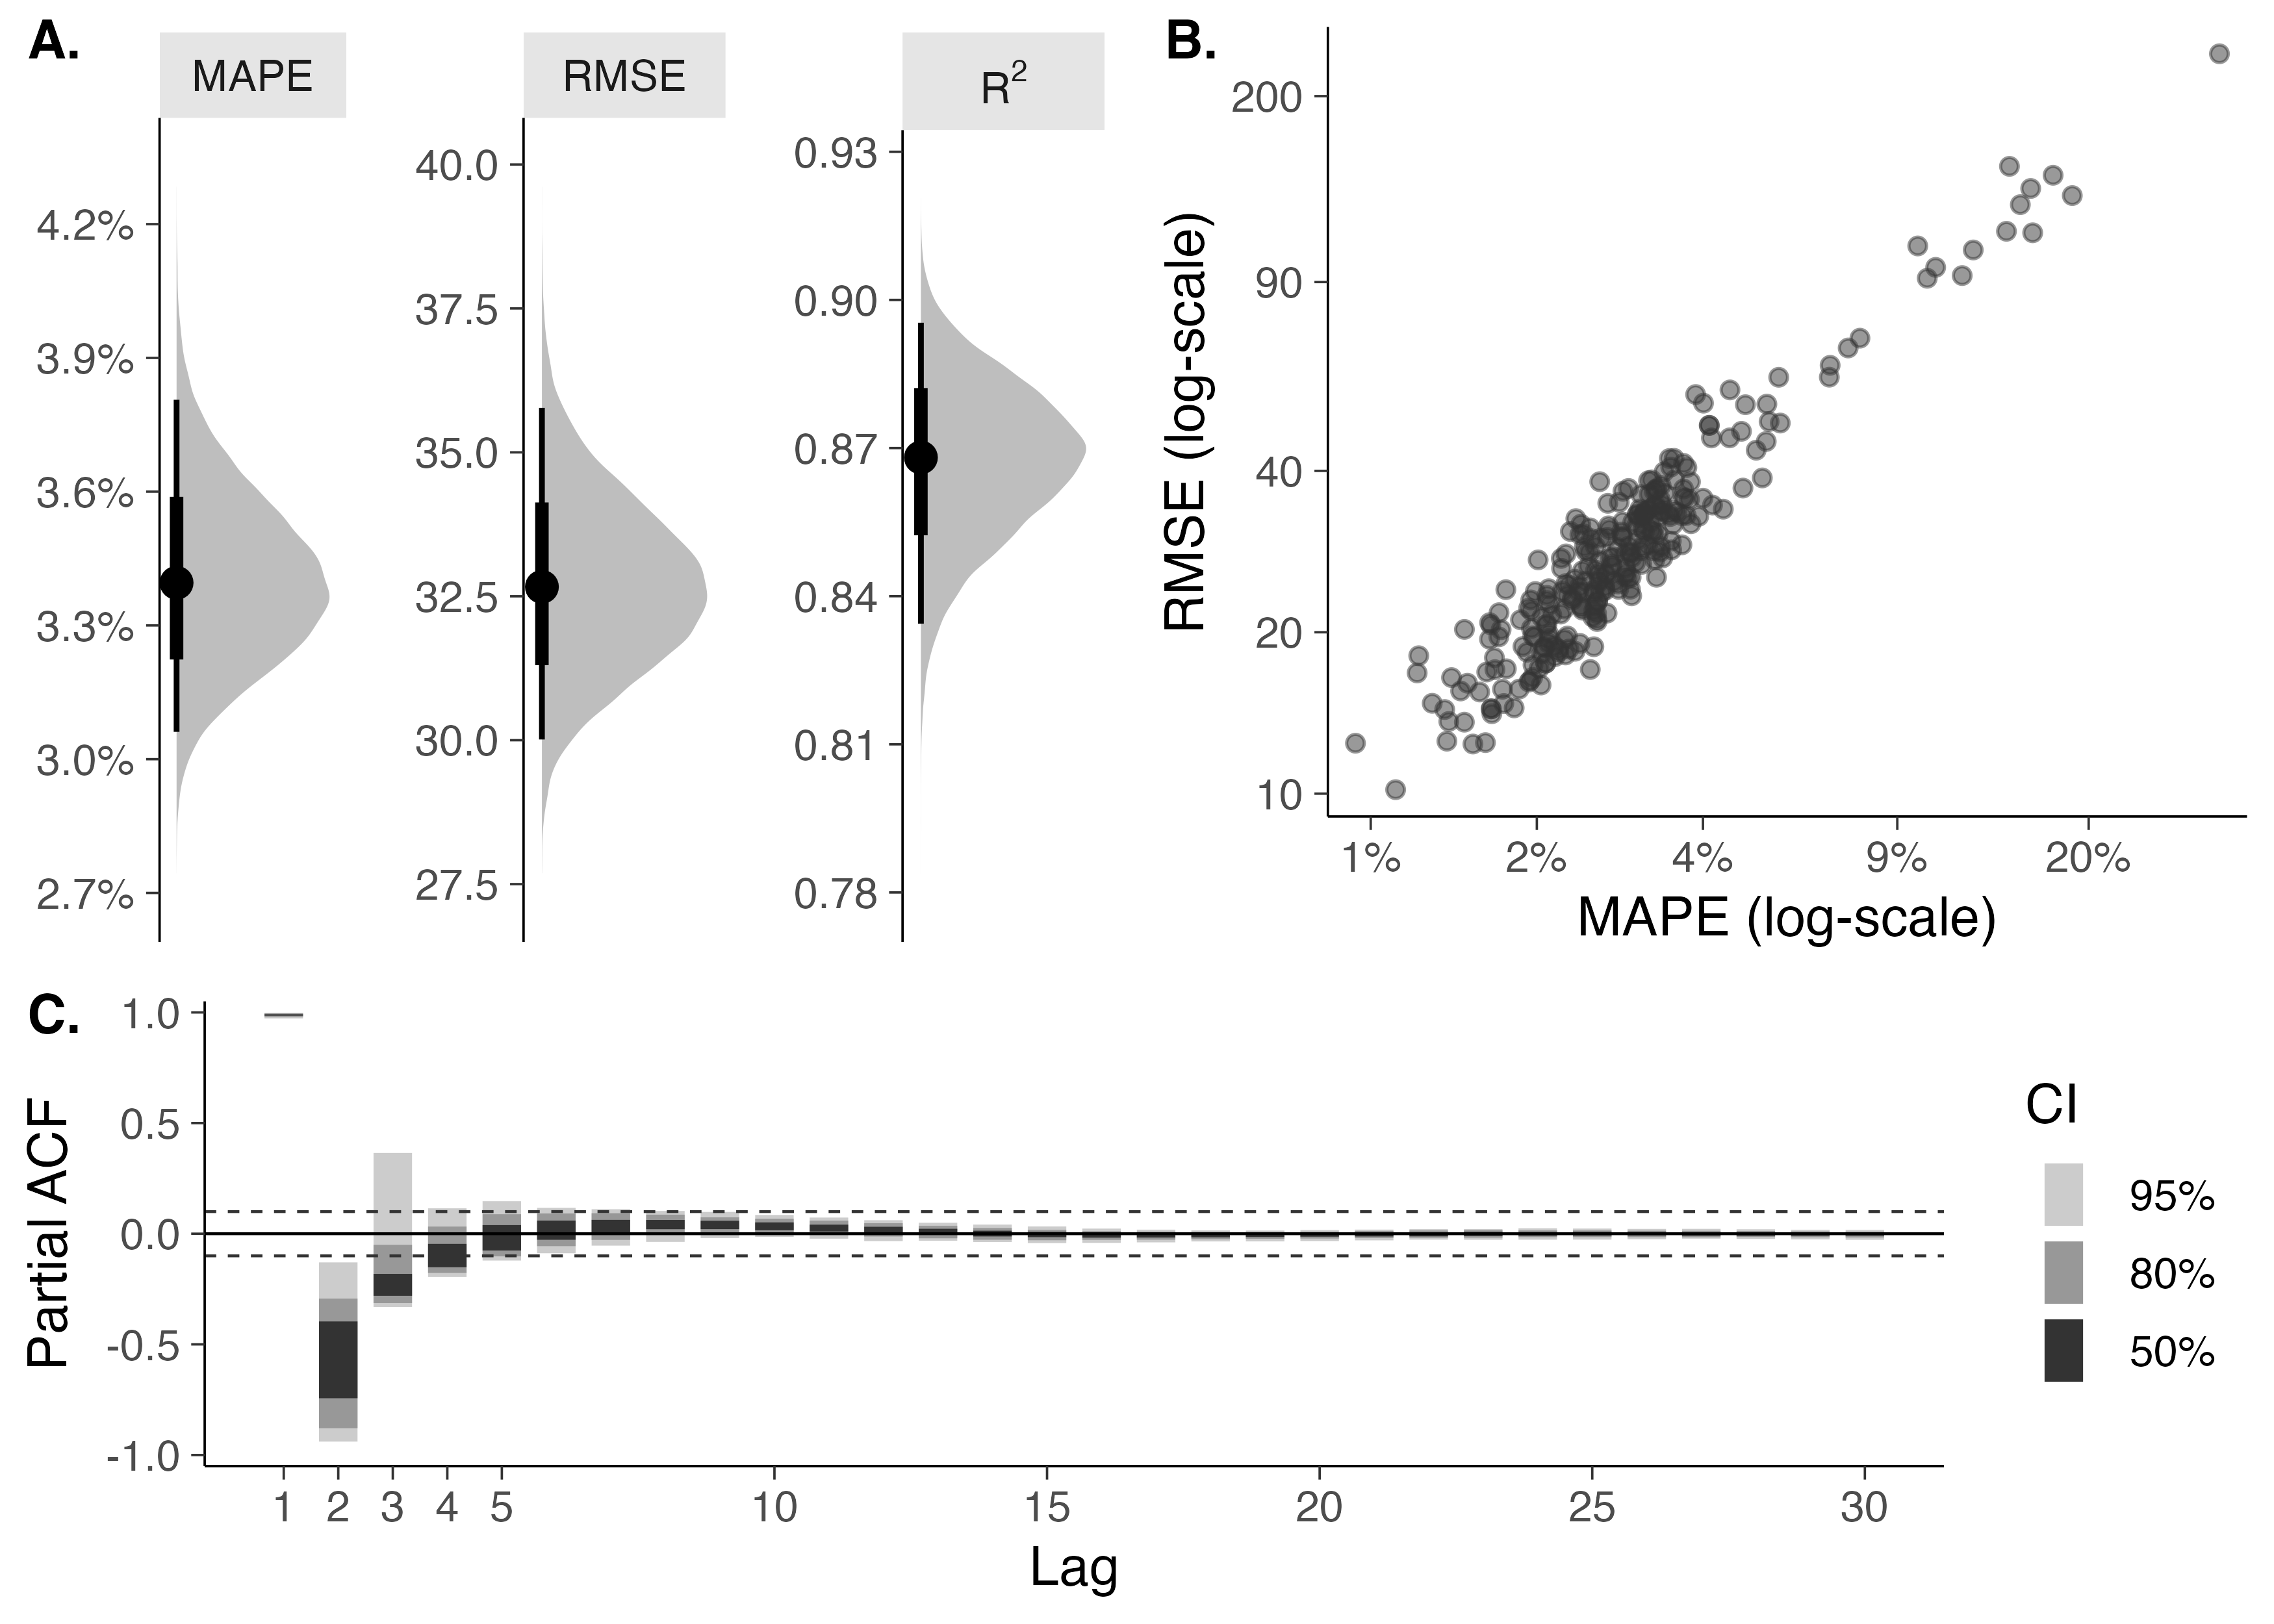 A.
MAPE
4.2%
3.9%
3.6%
3.3%
3.0%
2.7%
RMSE
40.0
37.5
35.0
32.5
30.0
27.5
R²
0.93
0.90
0.87
0.84
0.81
0.78
B.
RMSE (log-scale)
200
90
40
20
10
1% 2% 4% 9% 20%
MAPE (log-scale)
C.
Partial ACF
1.0
0.5
0.0
-0.5
-1.0
1 2 3 4 5 10 15 20 25 30
Lag
CI
95%
80%
50%